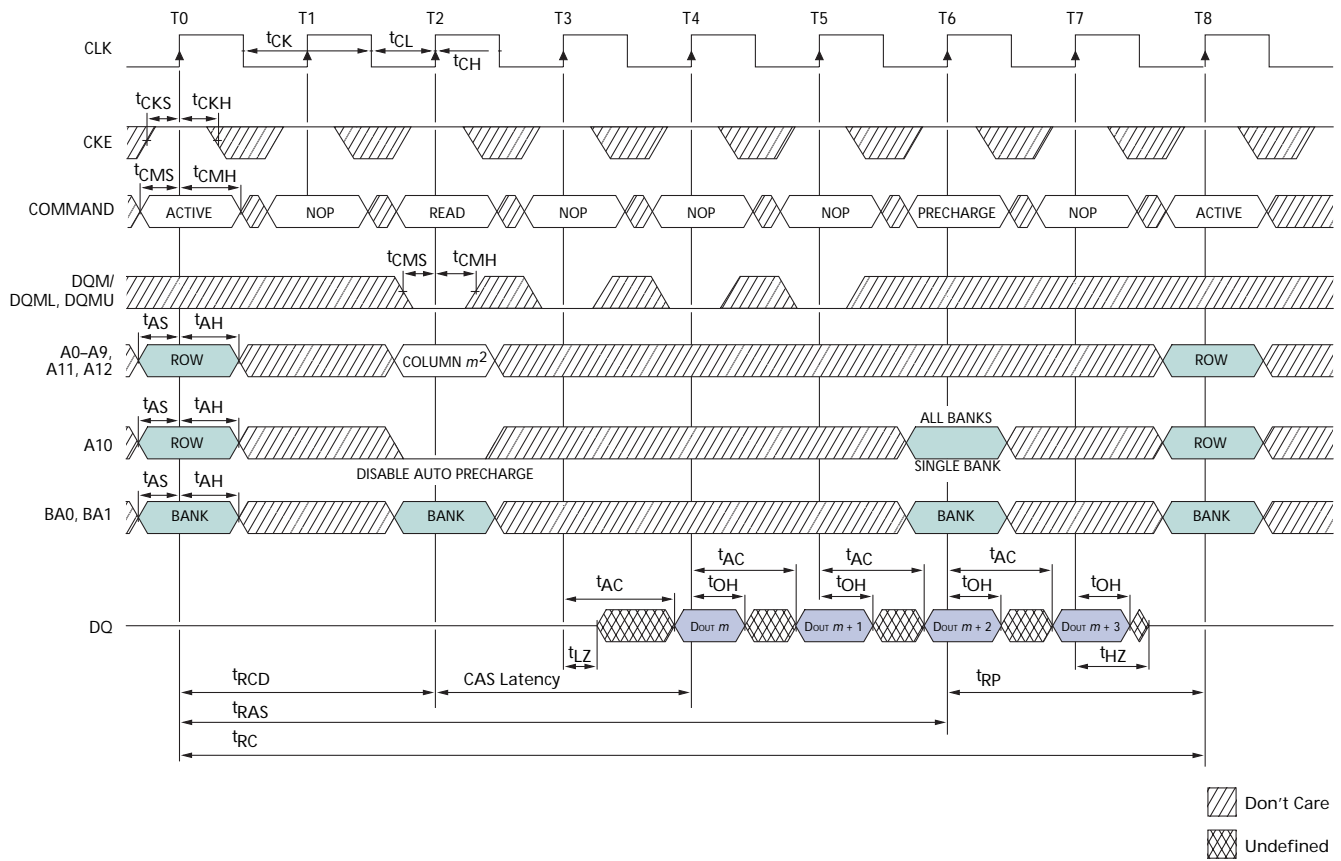 T0 T1 T2 T3 T4 T5 T6 T7 T8
CLK
tCK tCL
tCH
tCKS tCKH
CKE
tCMS tCMH
COMMAND ACTIVE NOP READ NOP NOP NOP PRECHARGE NOP ACTIVE
tCMS tCMH
DQM/
DQML, DQMU
tAS tAH
A0–A9,
A11, A12
ROW COLUMN m2 ROW
tAS tAH
ALL BANKS
A10 ROW ROW
DISABLE AUTO PRECHARGE SINGLE BANK
tAS tAH
BA0, BA1 BANK BANK BANK BANK
tAC tAC tAC tAC
tOH tOH tOH tOH
DQ DOUT m DOUT m + 1 DOUT m + 2 DOUT m + 3
tLZ tHZ
tRCD CAS Latency tRP
tRAS
tRC
Don't Care
Undefined